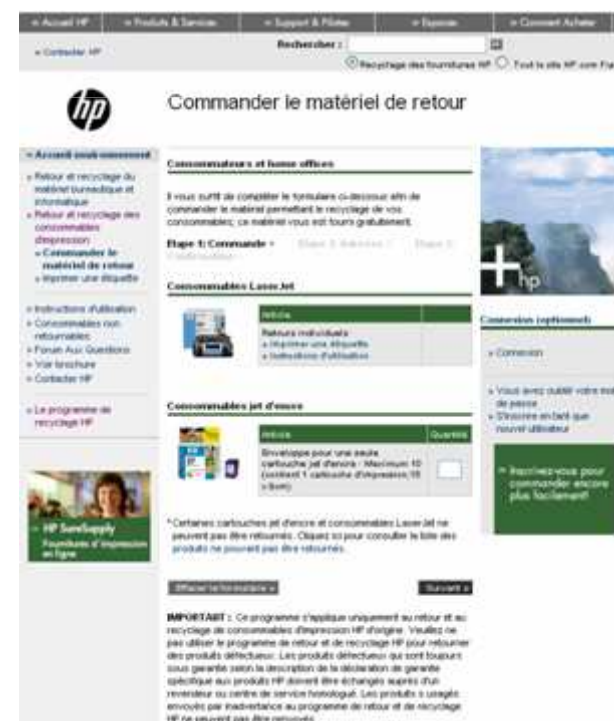 » Accueil HP
» Produits & Services
» Support & Pilotes
» Explorer
» Comment Acheter
» Contacter HP
Rechercher :
Recyclage des fournitures HP
Tout le site HP com
hp
Commander le matériel de retour
» Accueil environnement
» Retour et recyclage du
matériel bureautique et
informatique
» Retour et recyclage des
consommables
d'impression
» Commander le
matériel de retour
» Imprimer une étiquette
» Instructions d'utilisation
» Consommables non
retournables
» Forum Aux Questions
» Voir brochure
» Contacter HP
» Le programme de
recyclage HP
» HP SureSupply
Fournitures d'impression
en ligne
Consommateurs et home offices
Il vous suffit de compléter le formulaire ci-dessous afin de
commander le matériel permettant le recyclage de vos
consommables; ce matériel vous est fourni gratuitement.
Etape 1: Commande »
Consommables LaserJet
Article
Retours individuels
» Imprimer une étiquette
» Instructions d'utilisation
Consommables jet d'encre
Article
Quantité
Enveloppe pour une seule
cartouche jet d'encre - Maximum 10
(contient 1 cartouche d'impression
*Certaines cartouches jet d'encre et consommables LaserJet ne
peuvent pas être retournés. Cliquez ici pour consulter la liste des
produits ne pouvant pas être retournés.
Effacer le formulaire »
Suivant »
IMPORTANT : Ce programme s'applique uniquement au retour et au
recyclage de consommables d'impression HP d'origine. Veuillez ne
pas utiliser le programme de retour et de recyclage HP pour retourner
des produits défectueux. Les produits défectueux qui sont toujours
sous garantie selon la description de la déclaration de garantie
spécifique aux produits HP doivent être échangés auprès d'un
revendeur ou centre de service homologué. Les produits s usagés
envoyés par inadvertance au programme de retour et de recyclage
HP ne peuvent pas être renvoyés.
+hp
Connexion (optionnel)
» Connexion
» Vous avez oublié votre mot
de passe
» S'inscrire en tant que
nouvel utilisateur
» Inscrivez-vous pour
commander encore
plus facilement!